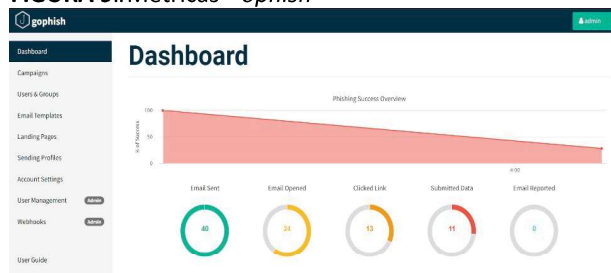 gophish
admin
Dashboard
Campaigns
Users & Groups
Email Templates
Landing Pages
Sending Profiles
Account Settings
User Management Admin
Webhooks Admin
User Guide
Dashboard
Phishing Success Overview
% of Success
100
50
0
4:00
Email Sent
Email Opened
Clicked Link
Submitted Data
Email Reported
40
24
13
11
0